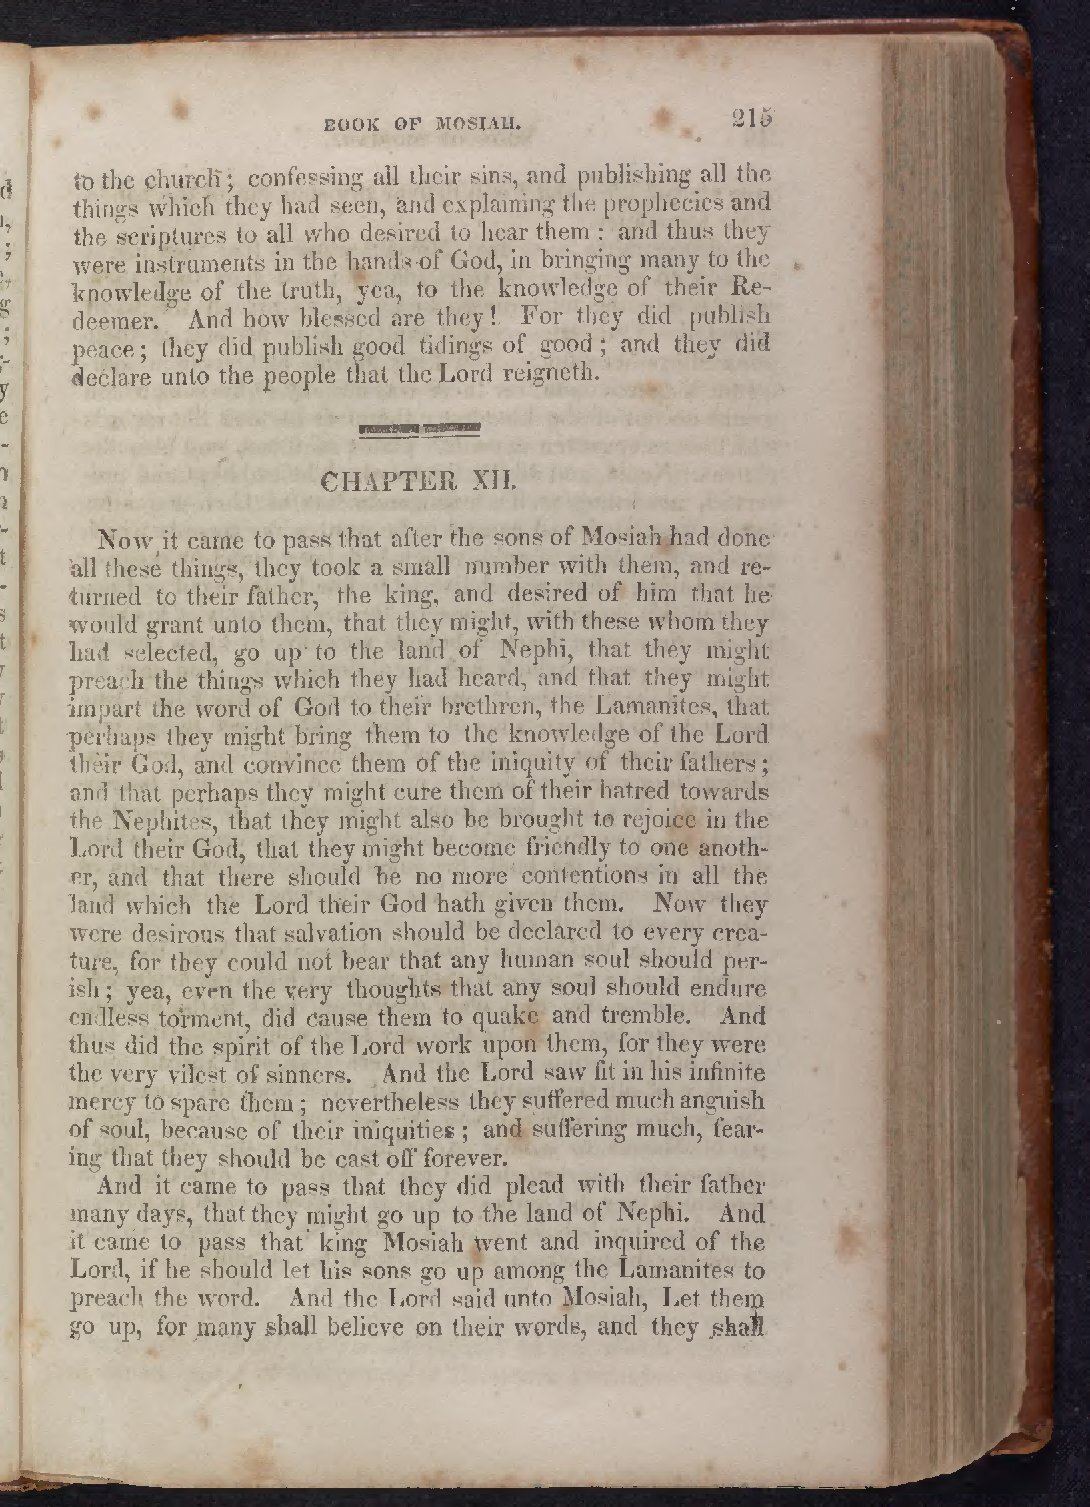 BOOK OF MOSIAH. 215
to the church; confessing all their sins, and publishing all the
things which they had seen, and explaining the prophecies and
the scriptures to all who desired to hear them: and thus they
were instruments in the hands of God, in bringing many to the
knowledge of the truth, yea, to the knowledge of their Re-
deemer. And how blessed are they! For they did publish
peace; they did publish good tidings of good; and they did
declare unto the people that the Lord reigneth.
CHAPTER XII.
Now it came to pass that after the sons of Mosiah had done
all these things, they took a small number with them, and re-
turned to their father, the king, and desired of him that he
would grant unto them, that they might, with these whom they
had selected, go up to the land of Nephi, that they might
preach the things which they had heard, and that they might
impart the word of God to their brethren, the Lamanites, that
perhaps they might bring them to the knowledge of the Lord
their God, and convince them of the iniquity of their fathers;
and that perhaps they might cure them of their hatred towards
the Nephites, that they might also be brought to rejoice in the
Lord their God, that they might become friendly to one anoth-
er, and that there should be no more contentions in all the
land which the Lord their God hath given them. Now they
were desirous that salvation should be declared to every crea-
ture, for they could not bear that any human soul should per-
ish; yea, even the very thoughts that any soul should endure
endless torment, did cause them to quake and tremble. And
thus did the spirit of the Lord work upon them, for they were
the very vilest of sinners. And the Lord saw fit in his infinite
mercy to spare them; nevertheless they suffered much anguish
of soul, because of their iniquities; and suffering much, fear-
ing that they should be cast off forever.
And it came to pass that they did plead with their father
many days, that they might go up to the land of Nephi. And
it came to pass that king Mosiah went and inquired of the
Lord, if he should let his sons go up among the Lamanites to
preach the word. And the Lord said unto Mosiah, Let them
go up, for many shall believe on their words, and they shall